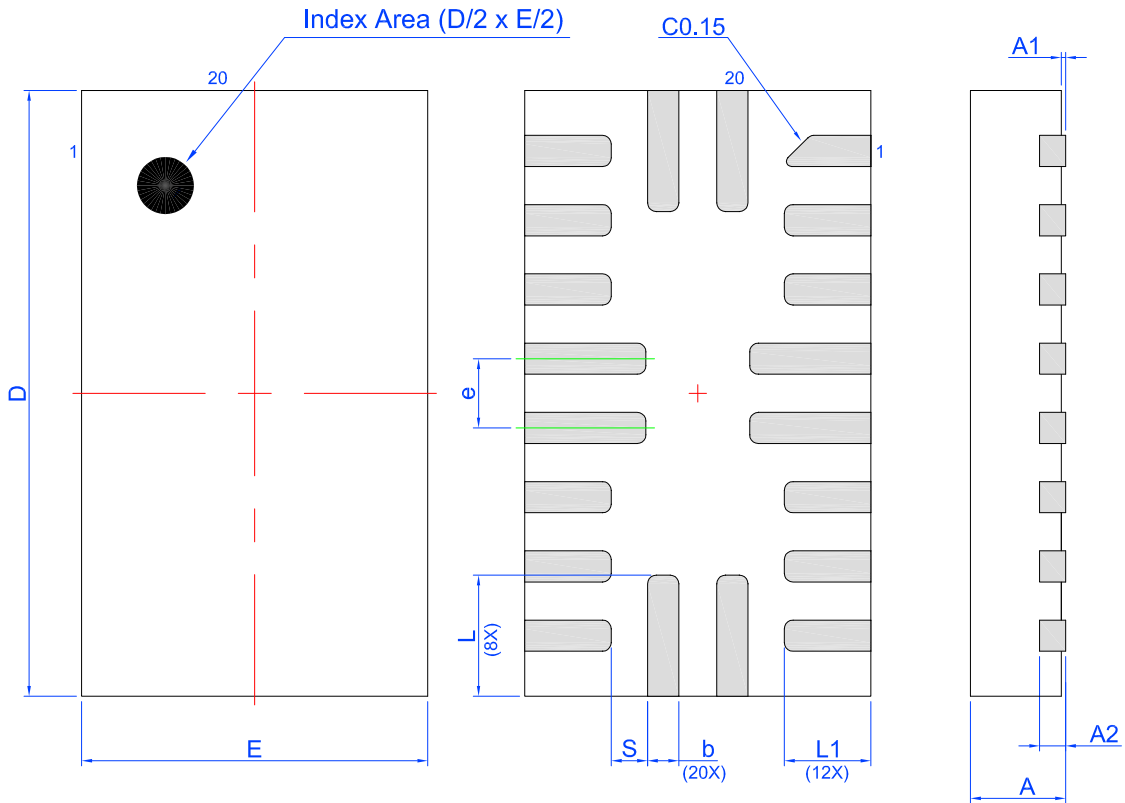 Index Area (D/2 x E/2)
C0.15
A1
20
20
1
1
D
e
L
(8X)
E
S
b
(20X)
L1
(12X)
A2
A